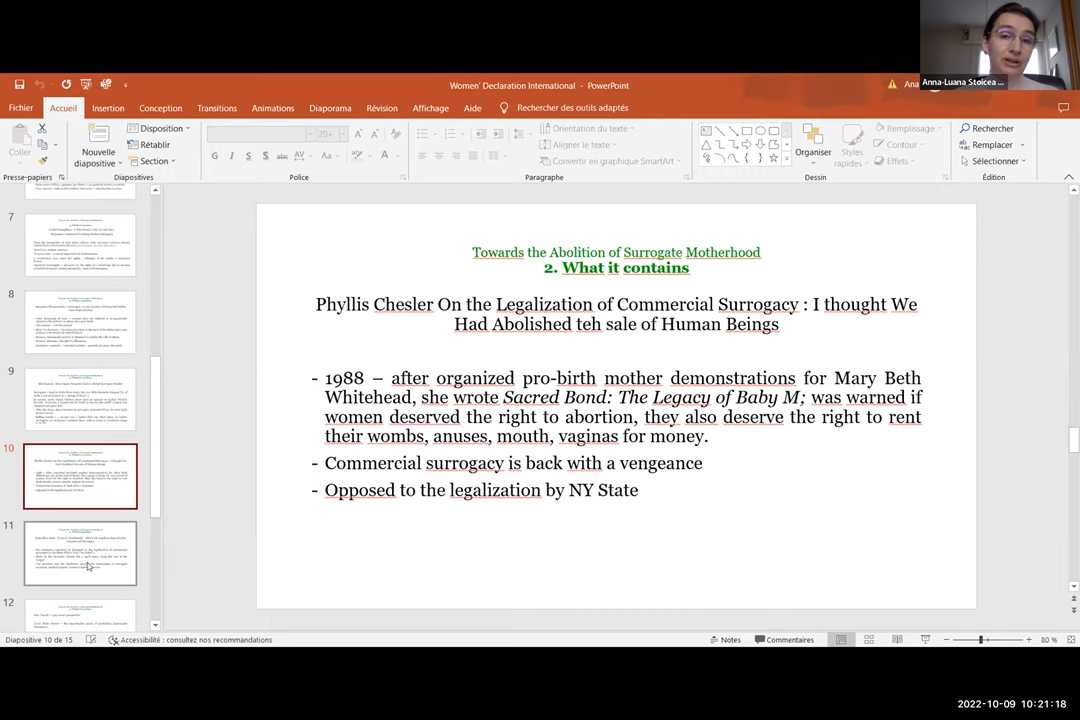 Anna-Luana Stoicea ...
Women' Declaration International - PowerPoint
Ana
Fichier Accueil Insertion Conception Transitions Animations Diaporama Révision Affichage Aide Rechercher des outils adaptés
Coller
Nouvelle diapositive
Disposition
Rétablir
Section
20
Orientation du texte
Aligner le texte
Convertir en graphique SmartArt
Organiser
Styles rapides
Remplissage
Contour
Effets
Rechercher
Remplacer
Sélectionner
Presse-papiers Diapositives Police Paragraphe Dessin Édition
7
8
9
10
11
12
Towards the Abolition of Surrogate Motherhood
2. What it contains
Phyllis Chesler On the Legalization of Commercial Surrogacy : I thought We
Had Abolished teh sale of Human Beings
- 1988 – after organized pro-birth mother demonstrations for Mary Beth
Whitehead, she wrote Sacred Bond: The Legacy of Baby M; was warned if
women deserved the right to abortion, they also deserve the right to rent
their wombs, anuses, mouth, vaginas for money.
- Commercial surrogacy is back with a vengeance
- Opposed to the legalization by NY State
Diapositive 10 de 15 Accessibilité : consultez nos recommandations Notes Commentaires 80 %
2022-10-09 10:21:18